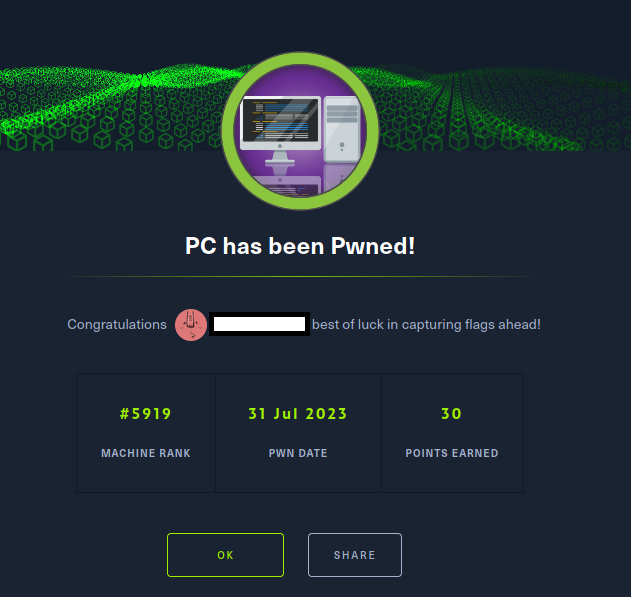 PC has been Pwned!
Congratulations best of luck in capturing flags ahead!
#5919 31 Jul 2023 30
MACHINE RANK PWN DATE POINTS EARNED
OK SHARE